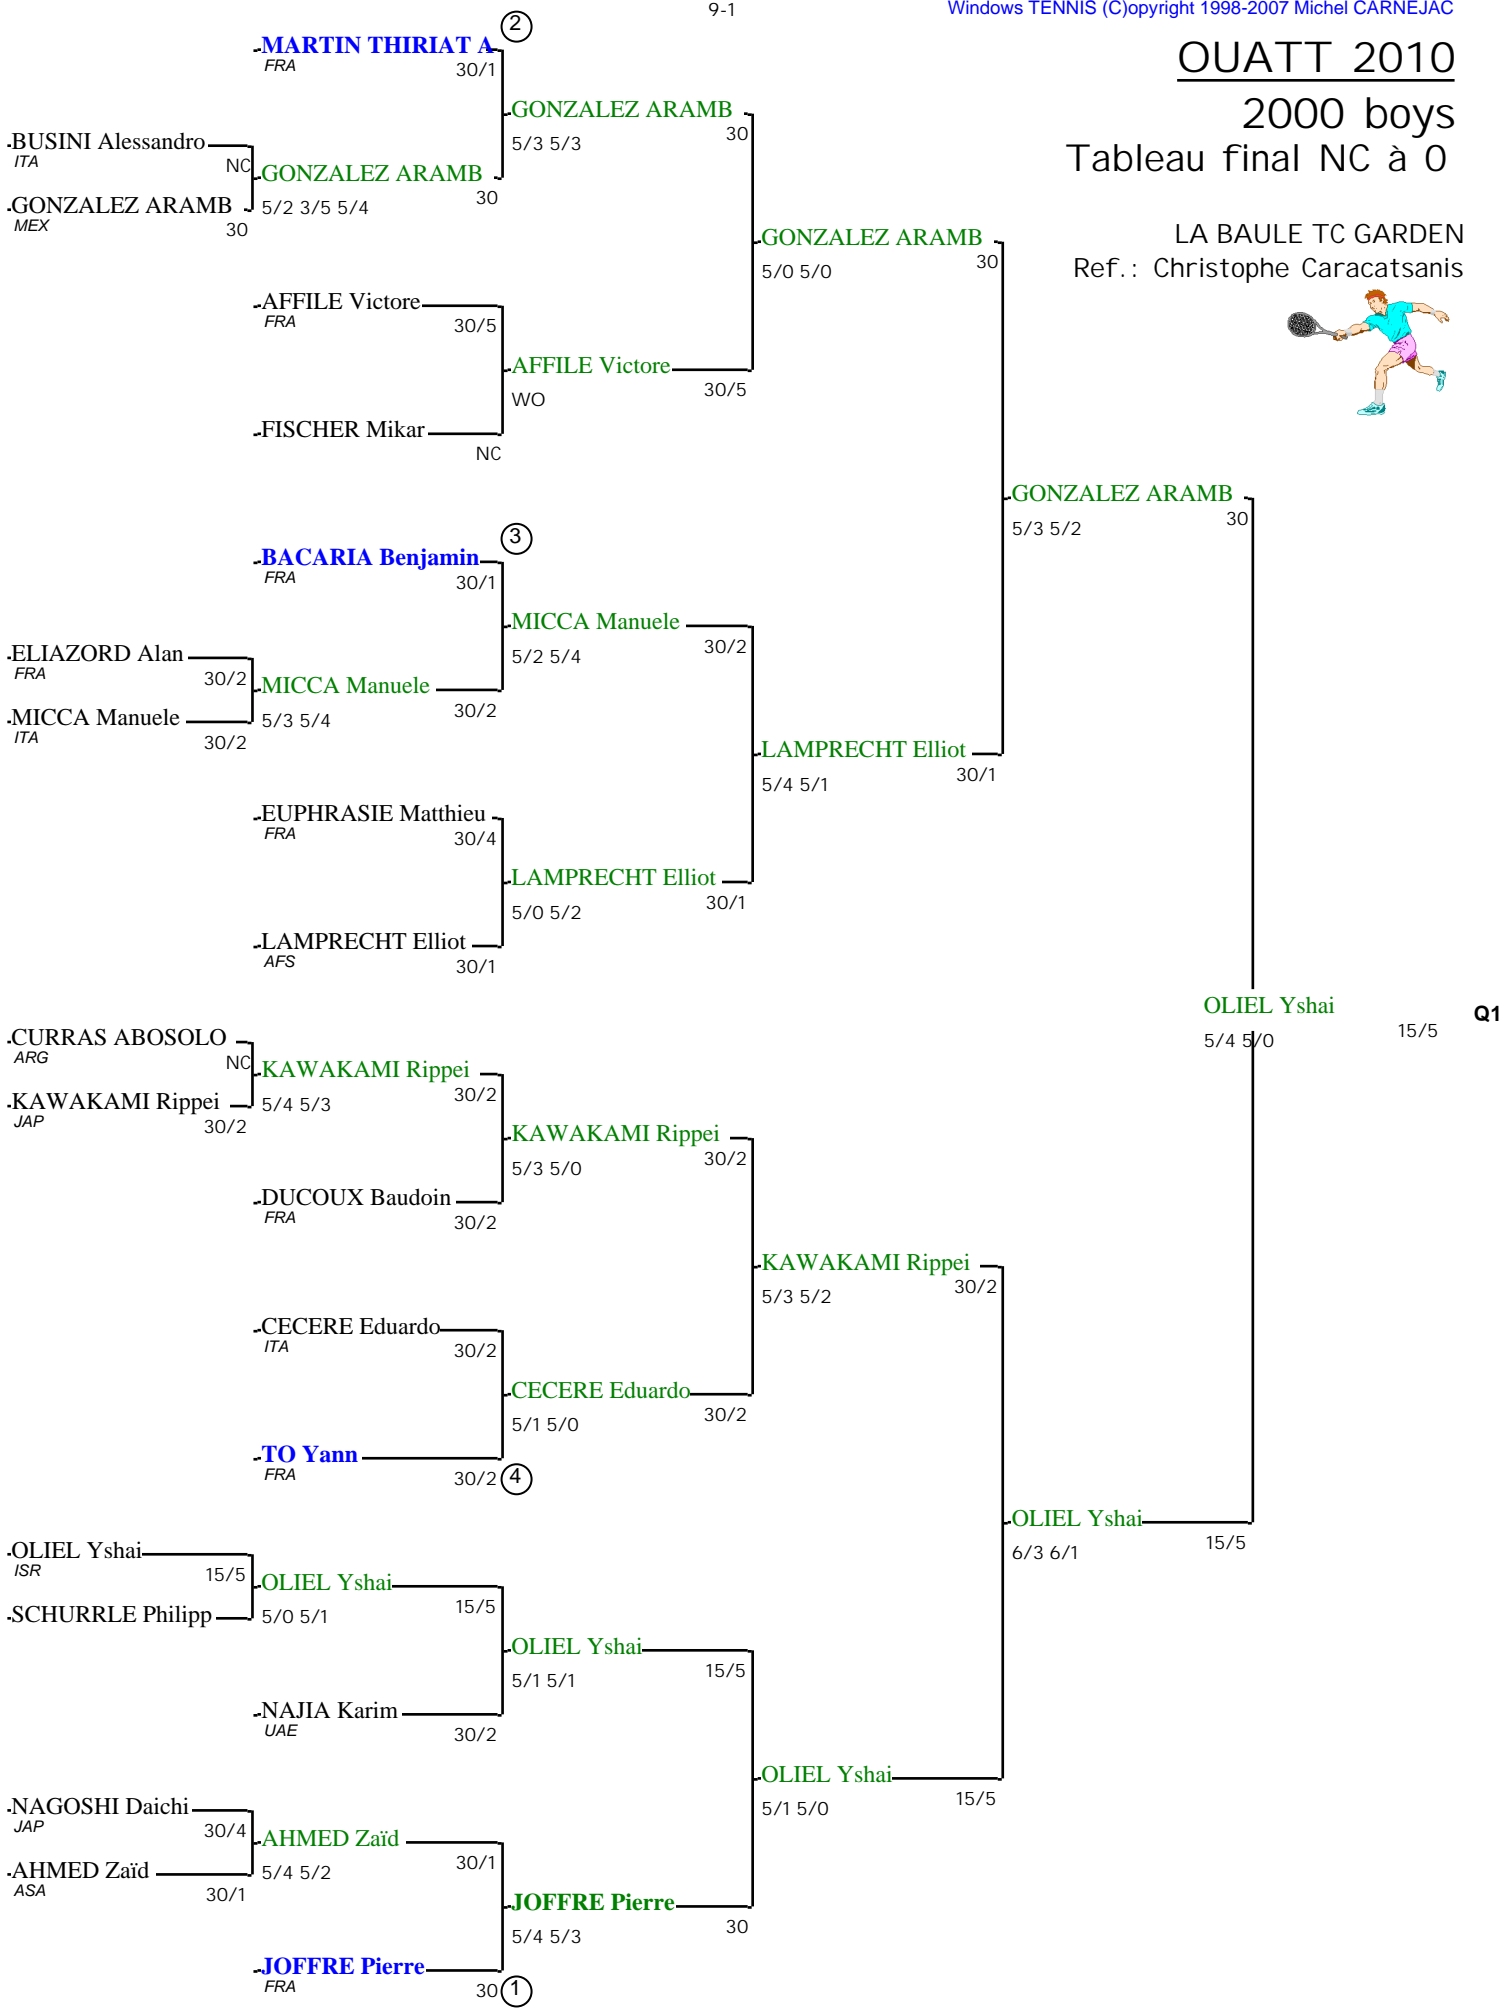 9-1
Windows TENNIS (C)opyright 1998-2007 Michel CARNEJAC
OUATT 2010
2000 boys
Tableau final NC à 0
LA BAULE TC GARDEN
Ref.: Christophe Caracatsanis
2
MARTIN THIRIAT A
FRA
30/1
GONZALEZ ARAMB
30
5/3 5/3
BUSINI Alessandro
ITA
NC
GONZALEZ ARAMB
30
5/2 3/5 5/4
GONZALEZ ARAMB
MEX
30
GONZALEZ ARAMB
30
5/0 5/0
AFFILE Victore
FRA
30/5
AFFILE Victore
30/5
WO
FISCHER Mikar
NC
GONZALEZ ARAMB
30
5/3 5/2
3
BACARIA Benjamin
FRA
30/1
MICCA Manuele
30/2
5/2 5/4
ELIAZORD Alan
FRA
30/2
MICCA Manuele
30/2
5/3 5/4
MICCA Manuele
ITA
30/2
LAMPRECHT Elliot
30/1
5/4 5/1
EUPHRASIE Matthieu
FRA
30/4
LAMPRECHT Elliot
30/1
5/0 5/2
LAMPRECHT Elliot
AFS
30/1
OLIEL Yshai
Q1
15/5
5/4 5/0
CURRAS ABOSOLO
ARG
NC
KAWAKAMI Rippei
30/2
5/4 5/3
KAWAKAMI Rippei
JAP
30/2
KAWAKAMI Rippei
30/2
5/3 5/0
DUCOUX Baudoin
FRA
30/2
KAWAKAMI Rippei
30/2
5/3 5/2
CECERE Eduardo
ITA
30/2
CECERE Eduardo
30/2
5/1 5/0
TO Yann
FRA
30/2
4
OLIEL Yshai
15/5
6/3 6/1
OLIEL Yshai
ISR
15/5
OLIEL Yshai
15/5
5/0 5/1
SCHURRLE Philipp
OLIEL Yshai
15/5
5/1 5/1
NAJIA Karim
UAE
30/2
OLIEL Yshai
15/5
5/1 5/0
NAGOSHI Daichi
JAP
30/4
AHMED Zaïd
30/1
5/4 5/2
AHMED Zaïd
ASA
30/1
JOFFRE Pierre
30
5/4 5/3
JOFFRE Pierre
FRA
30
1